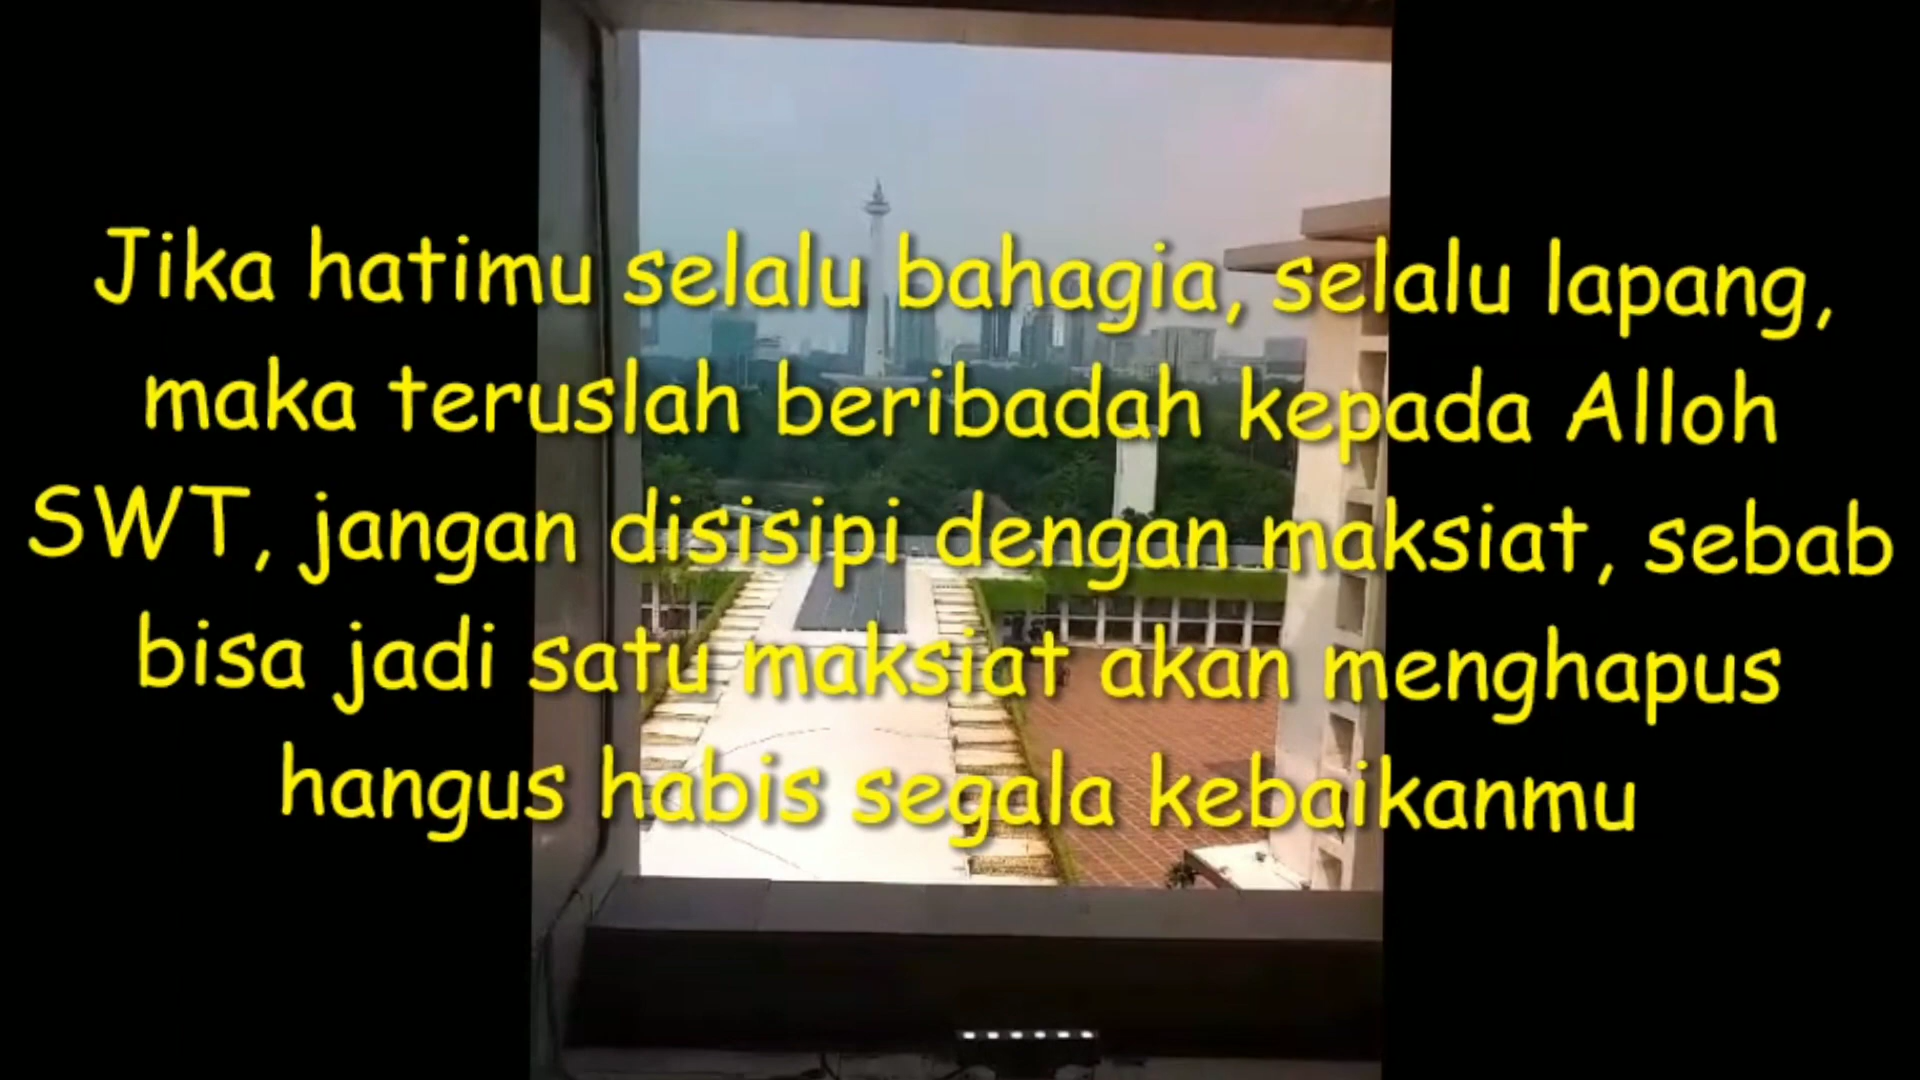 Jika hatimu selalu bahagia, selalu lapang,
maka teruslah beribadah kepada Alloh
SWT, jangan disisipi dengan maksiat, sebab
bisa jadi satu maksiat akan menghapus
hangus habis segala kebaikanmu